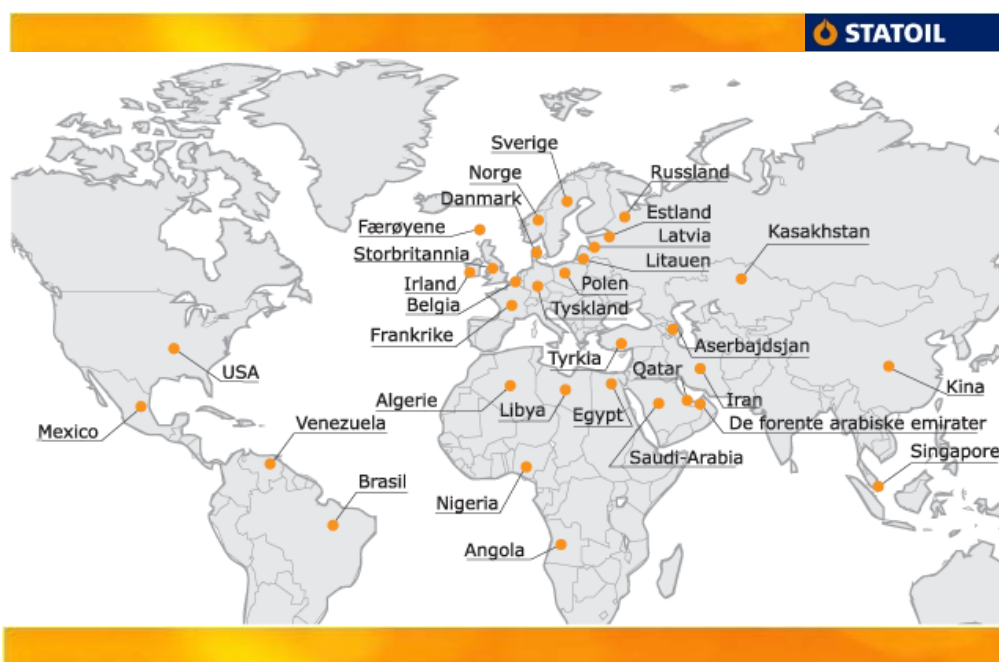 STATOIL
Sverige
Norge
Russland
Danmark
Estland
Færøyene
Latvia
Kasakhstan
Storbritannia
Litauen
Irland
Polen
Belgia
Tyskland
Frankrike
Aserbajdsjan
Tyrkia
Qatar
USA
Kina
Algerie
Iran
Libya
Egypt
Mexico
Venezuela
De forente arabiske emirater
Saudi-Arabia
Singapore
Brasil
Nigeria
Angola